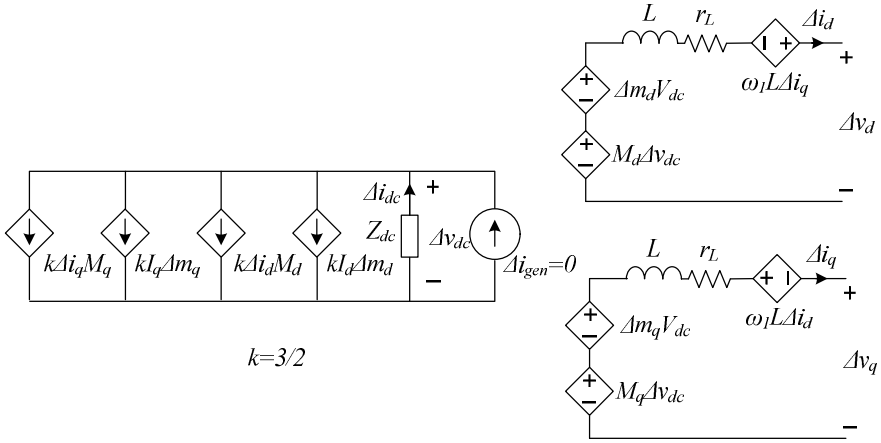 L r_L Δi_d
+
− +
ω_1LΔi_q
+ − Δm_dV_dc
+ − M_dΔv_dc
Δv_d
−
Δi_dc +
Z_dc Δv_dc
−
kΔi_qM_q kI_qΔm_q kΔi_dM_d kI_dΔm_d
Δi_gen=0
k=3/2
L r_L Δi_q
+
+ −
ω_1LΔi_d
+ − Δm_qV_dc
+ − M_qΔv_dc
Δv_q
−